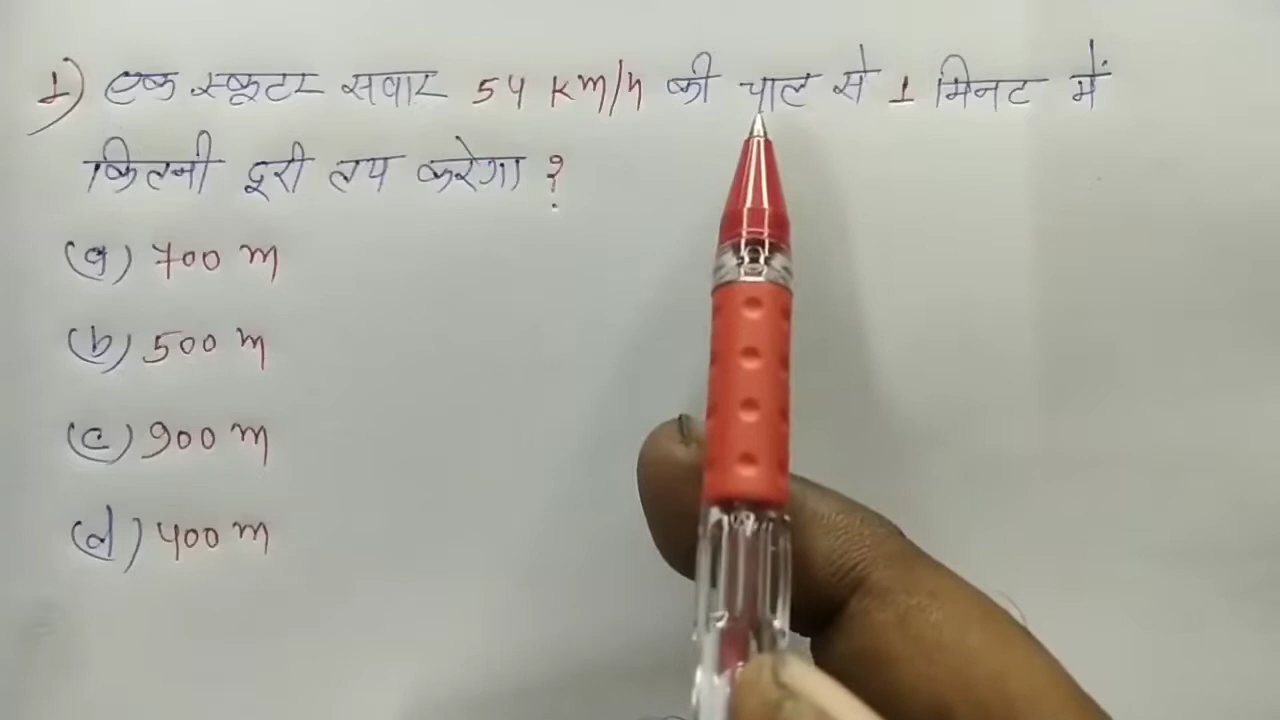 1) एक स्कूटर सवार 54 km/h की चाल से 1 मिनट में
कितनी दूरी तय करेगा ?
(a) 700 m
(b) 500 m
(c) 900 m
(d) 400 m